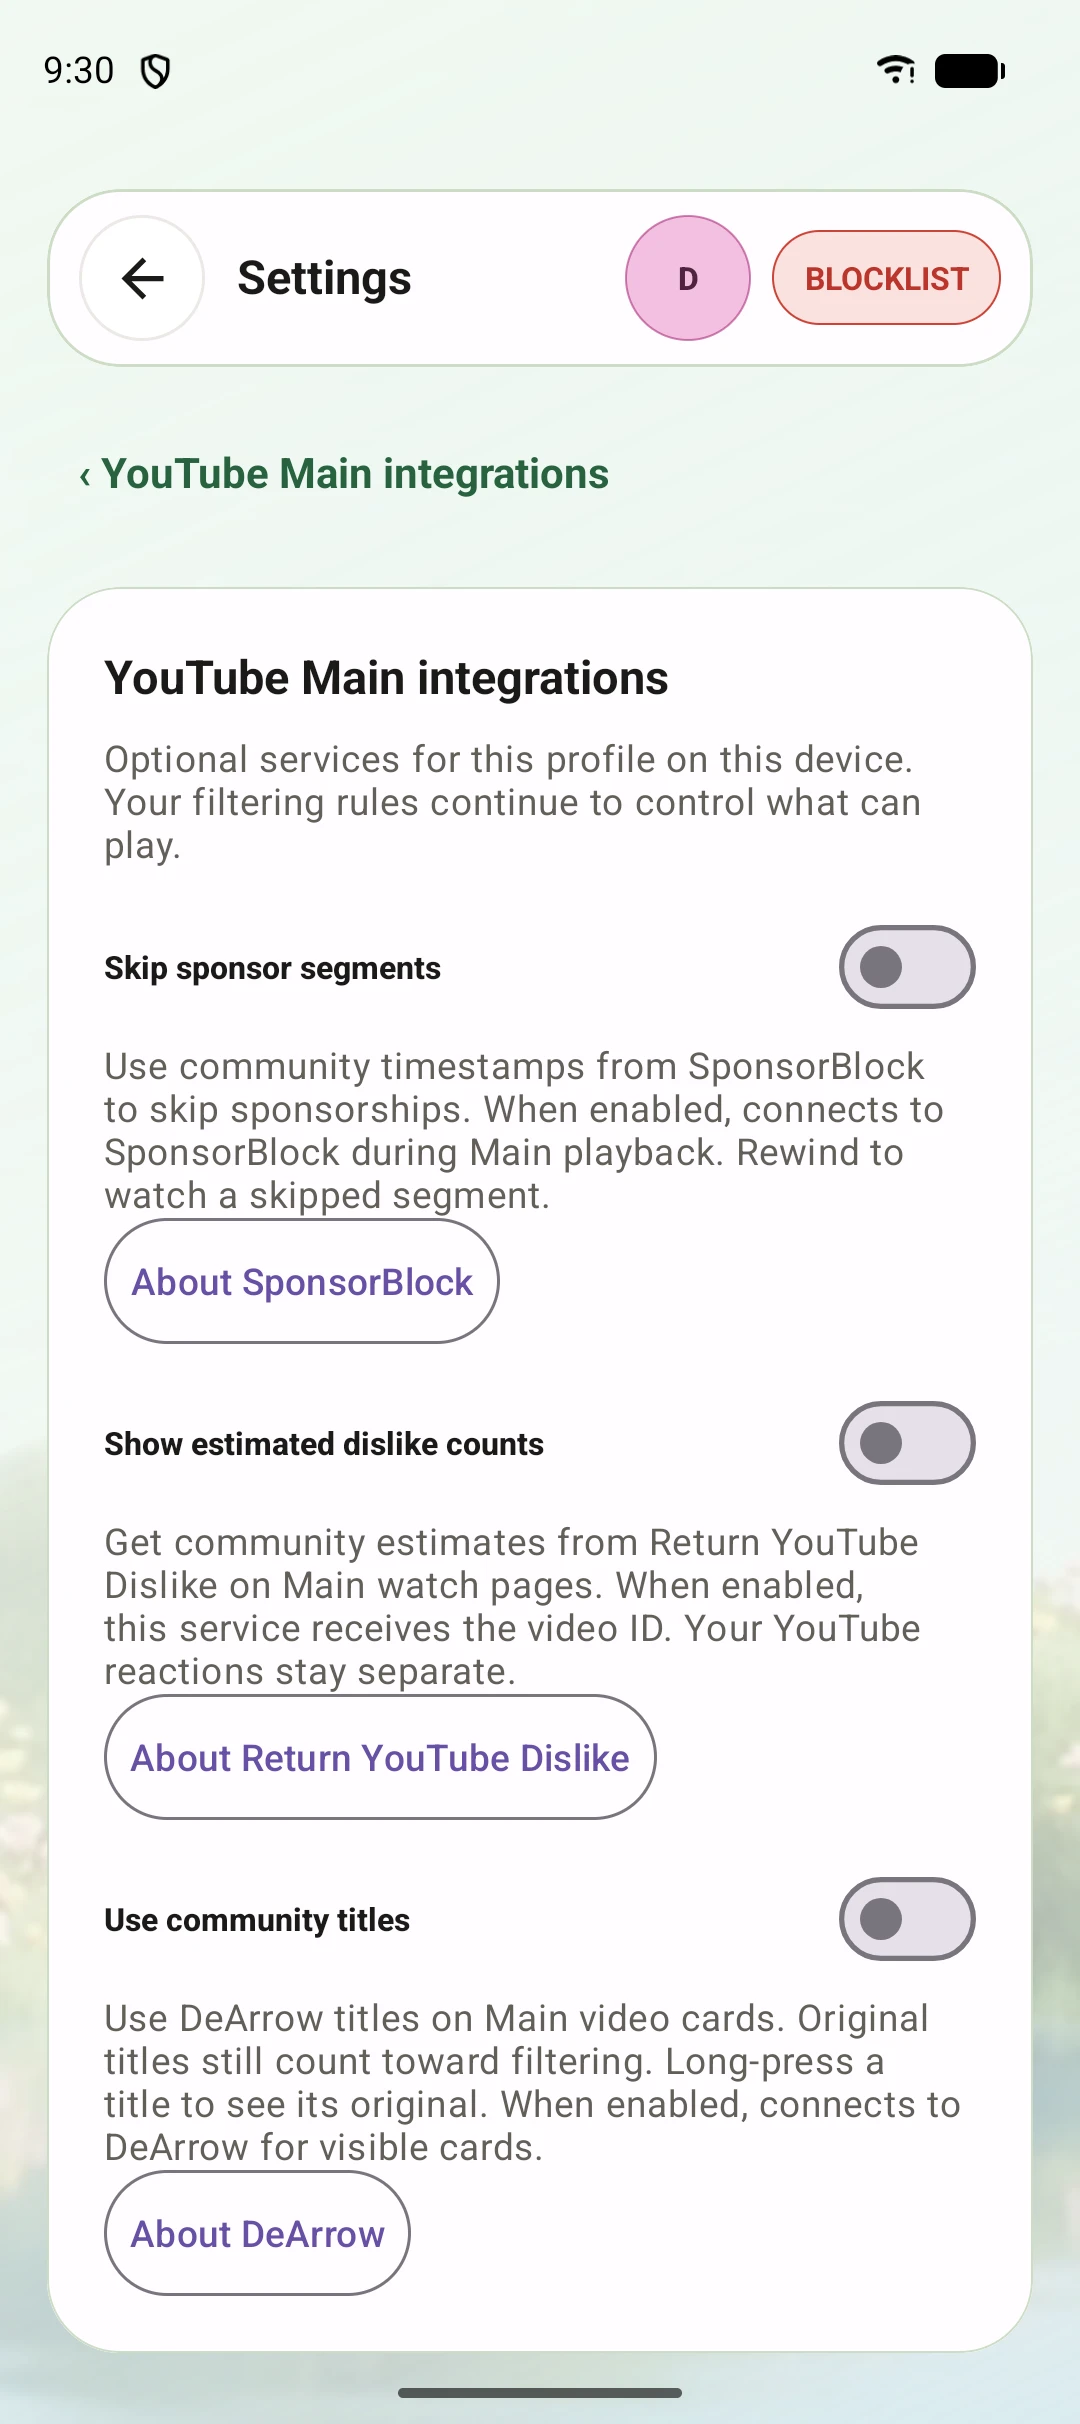 9:30
Settings
D
BLOCKLIST
‹ YouTube Main integrations
YouTube Main integrations
Optional services for this profile on this device.
Your filtering rules continue to control what can
play.
Skip sponsor segments
Use community timestamps from SponsorBlock
to skip sponsorships. When enabled, connects to
SponsorBlock during Main playback. Rewind to
watch a skipped segment.
About SponsorBlock
Show estimated dislike counts
Get community estimates from Return YouTube
Dislike on Main watch pages. When enabled,
this service receives the video ID. Your YouTube
reactions stay separate.
About Return YouTube Dislike
Use community titles
Use DeArrow titles on Main video cards. Original
titles still count toward filtering. Long-press a
title to see its original. When enabled, connects to
DeArrow for visible cards.
About DeArrow